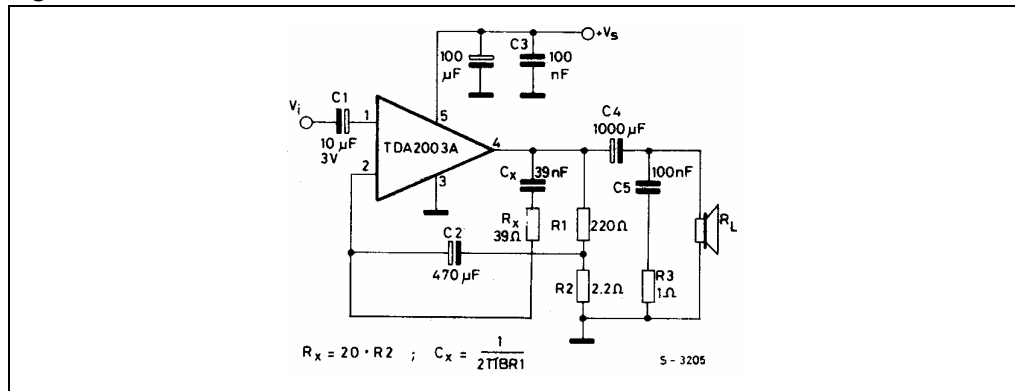 100 µF
C3
100 nF
+Vs
Vi
C1
10 µF 3V
1
2
5
4
3
TDA2003A
C4
1000 µF
Cx
39nF
Rx
39Ω
R1
220Ω
C5
100nF
RL
C2
470 µF
R2
2.2Ω
R3
1Ω
Rx = 20 · R2 ; Cx = 1 / 2πBR1
S - 3205